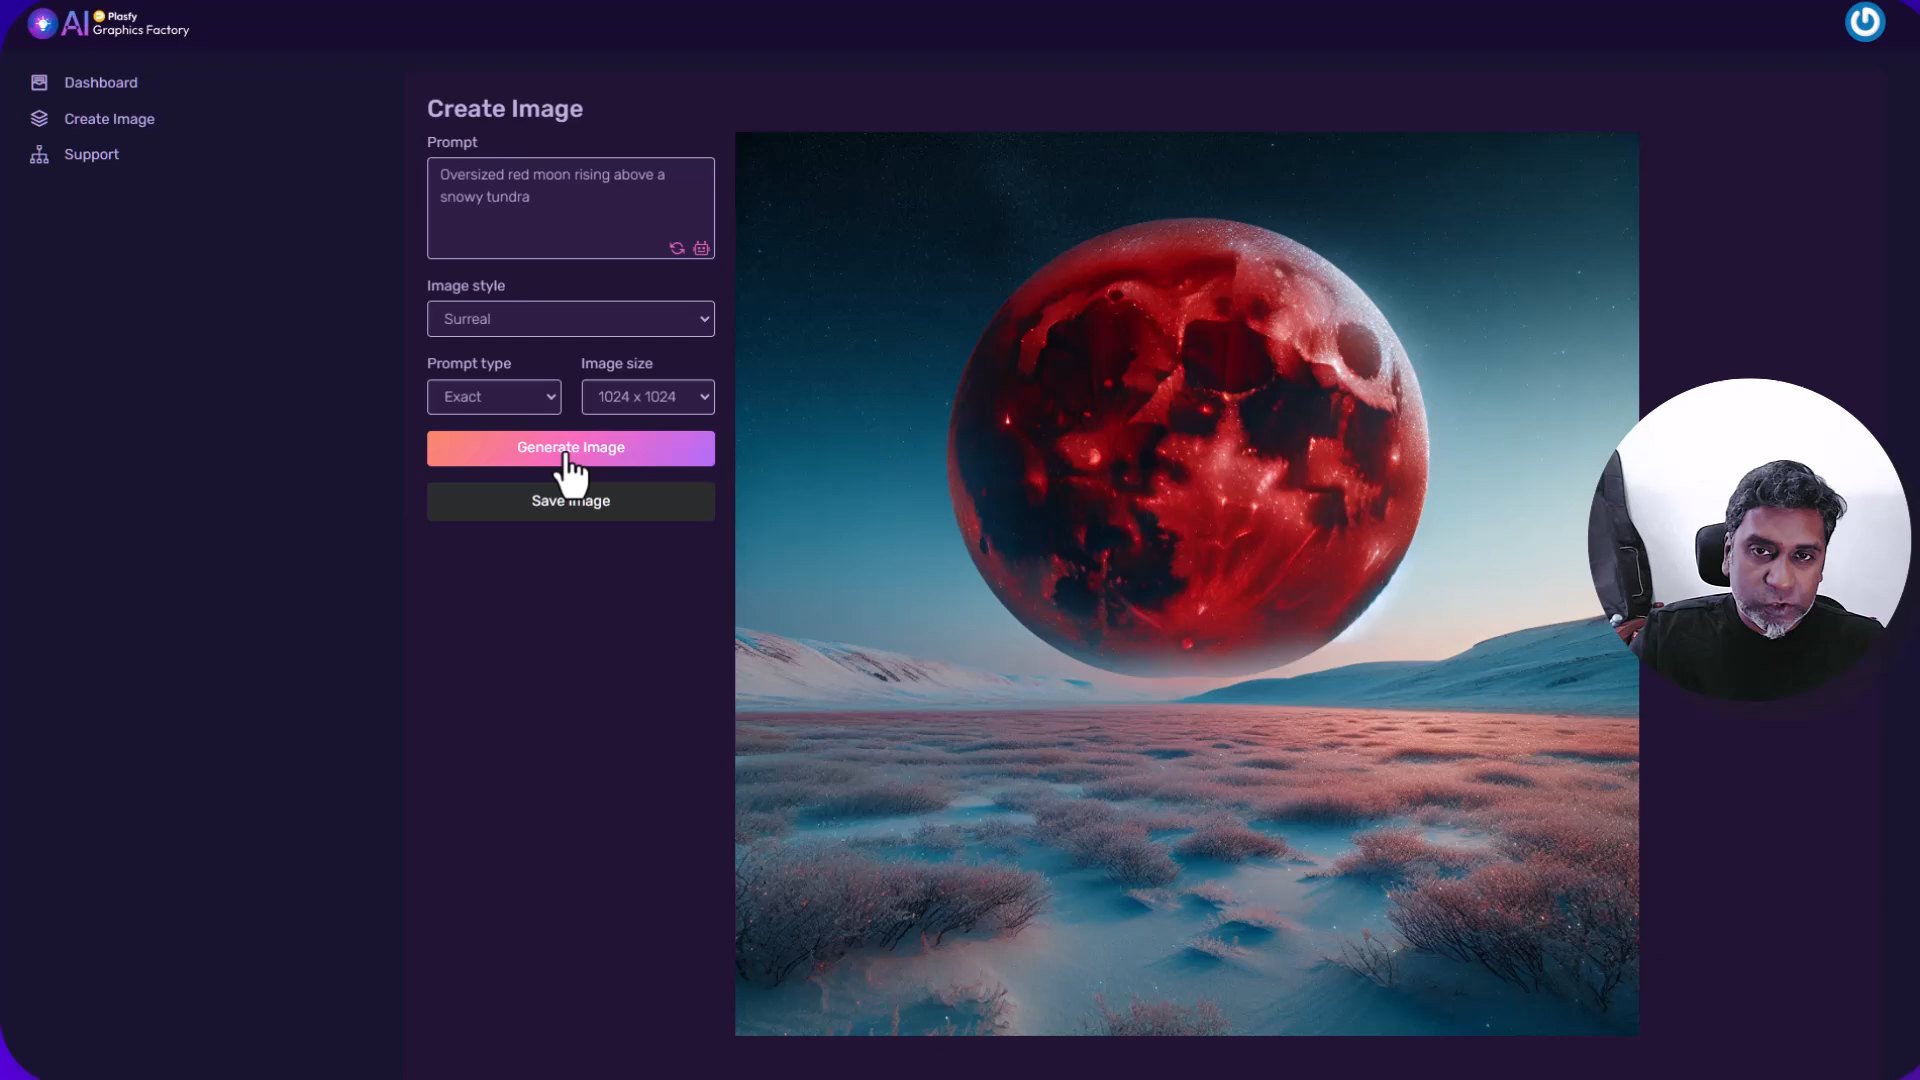 AI
Plasfy
Graphics Factory
Dashboard
Create Image
Support
Create Image
Prompt
Oversized red moon rising above a
snowy tundra
Image style
Surreal
Prompt type
Image size
Exact
1024 x 1024
Generate Image
Save Image